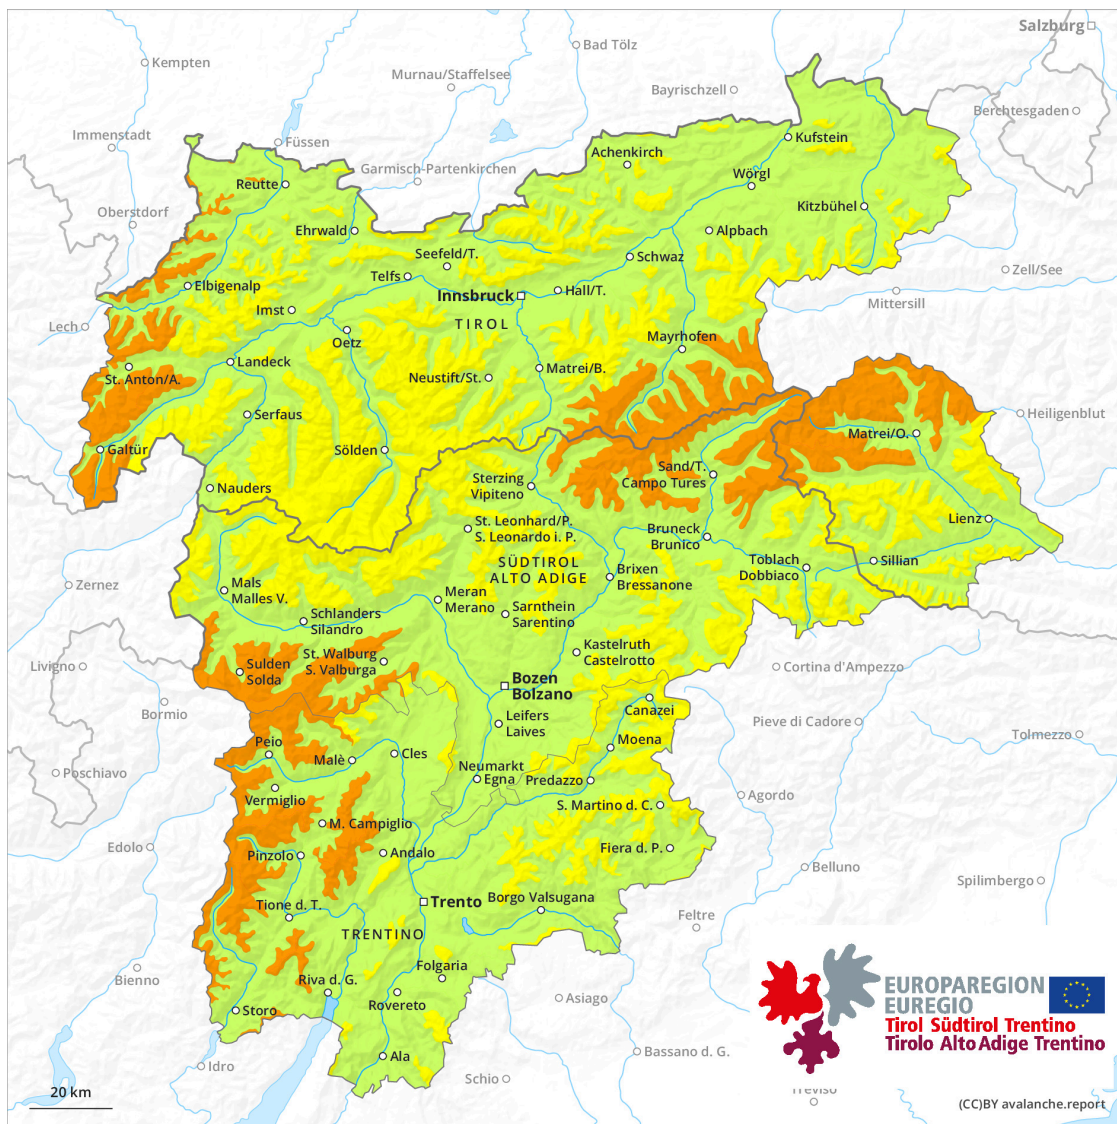 Salzburg
Bad Tölz
Kempten
Murnau/Staffelsee
Bayrischzell
Berchtesgaden
Immenstadt
Füssen
Kufstein
Achenkirch
Garmisch-Partenkirchen
Wörgl
Reutte
Kitzbühel
Oberstdorf
Ehrwald
Alpbach
Seefeld/T.
Schwaz
Zell/See
Telfs
Elbigenalp
Innsbruck
Hall/T.
Mittersill
Imst
TIROL
Lech
Oetz
Mayrhofen
Landeck
Matrei/B.
St. Anton/A.
Neustift/St.
Serfaus
Heiligenblut
Matrei/O.
Galtür
Sölden
Sand/T.
Campo Tures
Sterzing
Vipiteno
Nauders
Lienz
St. Leonhard/P.
S. Leonardo i. P.
Bruneck
Brunico
SÜDTIROL
ALTO ADIGE
Toblach
Dobbiaco
Sillian
Brixen
Bressanone
Zernez
Mals
Malles V.
Meran
Merano
Sarnthein
Sarentino
Schlanders
Silandro
Kastelruth
Castelrotto
St. Walburg
S. Valburga
Livigno
Sulden
Solda
Cortina d'Ampezzo
Bozen
Bolzano
Bormio
Canazei
Leifers
Laives
Pieve di Cadore
Tolmezzo
Peio
Moena
Malè
Cles
Poschiavo
Neumarkt
Egna
Predazzo
Vermiglio
Agordo
S. Martino d. C.
M. Campiglio
Edolo
Pinzolo
Andalo
Fiera d. P.
Belluno
Spilimbergo
Tione d. T.
Trento
Borgo Valsugana
Feltre
TRENTINO
Folgaria
Bienno
Riva d. G.
Rovereto
Asiago
Storo
EUROPAREGION
EUREGIO
Tirol Südtirol Trentino
Tirolo Alto Adige Trentino
Ala
Idro
Schio
Bassano d. G.
Treviso
20 km
(CC)BY avalanche.report